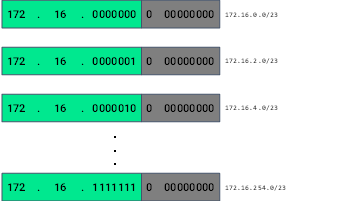 172 . 16 . 0000000 0 00000000 172.16.0.0/23
172 . 16 . 0000001 0 00000000 172.16.2.0/23
172 . 16 . 0000010 0 00000000 172.16.4.0/23
172 . 16 . 1111111 0 00000000 172.16.254.0/23